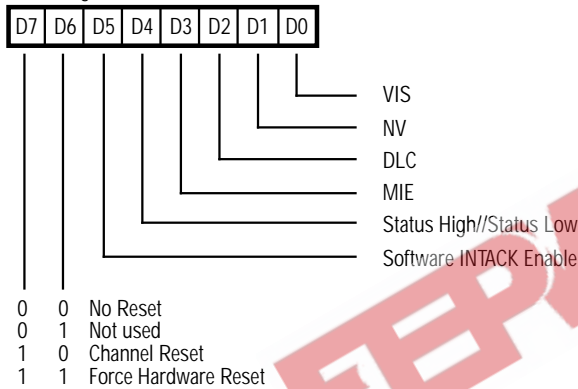 D7 D6 D5 D4 D3 D2 D1 D0
VIS
NV
DLC
MIE
Status High//Status Low
Software INTACK Enable
0 0 No Reset
0 1 Not used
1 0 Channel Reset
1 1 Force Hardware Reset